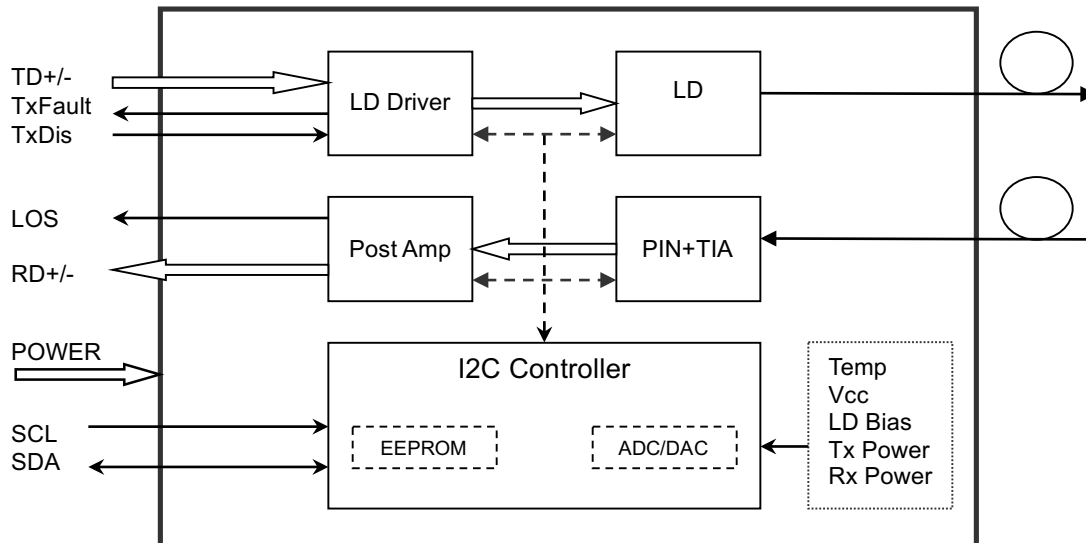 TD+/-
TxFault
TxDis
LD Driver
LD
LOS
RD+/-
Post Amp
PIN+TIA
POWER
SCL
SDA
I2C Controller
EEPROM
ADC/DAC
Temp
Vcc
LD Bias
Tx Power
Rx Power